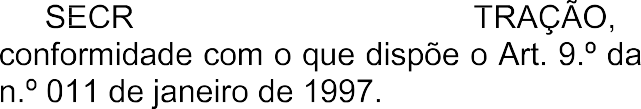 SECR TRAÇÃO,
conformidade com o que dispõe o Art. 9.º da
n.º 011 de janeiro de 1997.